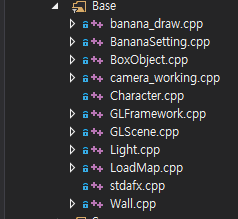 Base
banana_draw.cpp
BananaSetting.cpp
BoxObject.cpp
camera_working.cpp
Character.cpp
GLFramework.cpp
GLScene.cpp
Light.cpp
LoadMap.cpp
stdafx.cpp
Wall.cpp